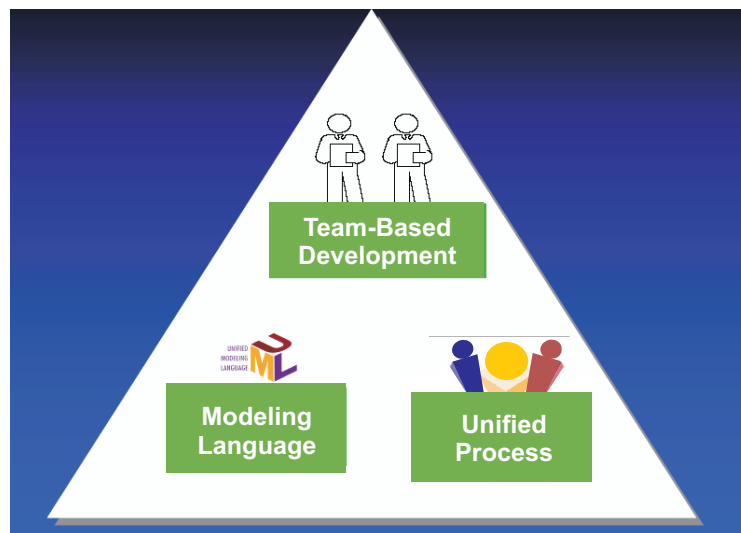 Team-Based
Development
UNIFIED
MODELING
LANGUAGE
UML
Modeling
Language
Unified
Process